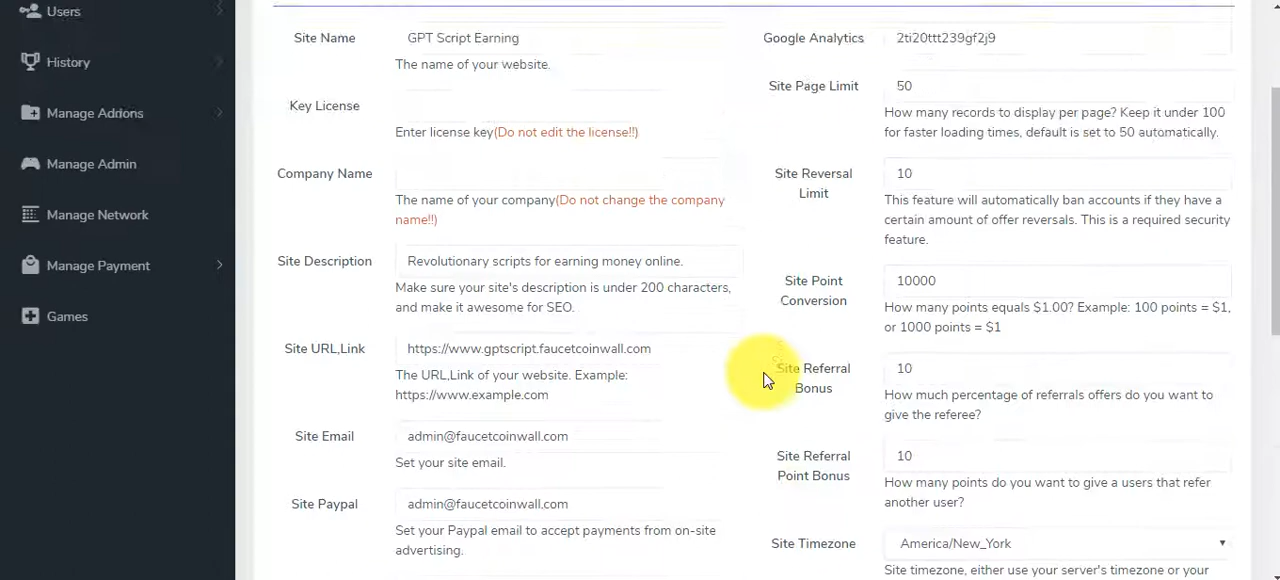 Users
History
Manage Addons
Manage Admin
Manage Network
Manage Payment
Games
Site Name
GPT Script Earning
The name of your website.
Key License
Enter license key(Do not edit the license!!)
Company Name
The name of your company(Do not change the company
name!!)
Site Description
Revolutionary scripts for earning money online.
Make sure your site's description is under 200 characters,
and make it awesome for SEO.
Site URL,Link
https://www.gptscript.faucetcoinwall.com
The URL,Link of your website. Example:
https://www.example.com
Site Email
admin@faucetcoinwall.com
Set your site email.
Site Paypal
admin@faucetcoinwall.com
Set your Paypal email to accept payments from on-site
advertising.
Google Analytics
2ti20ttt239gf2j9
Site Page Limit
50
How many records to display per page? Keep it under 100
for faster loading times, default is set to 50 automatically.
Site Reversal
Limit
10
This feature will automatically ban accounts if they have a
certain amount of offer reversals. This is a required security
feature.
Site Point
Conversion
10000
How many points equals $1.00? Example: 100 points = $1,
or 1000 points = $1
Site Referral
Bonus
10
How much percentage of referrals offers do you want to
give the referee?
Site Referral
Point Bonus
10
How many points do you want to give a users that refer
another user?
Site Timezone
America/New_York
Site timezone, either use your server's timezone or your